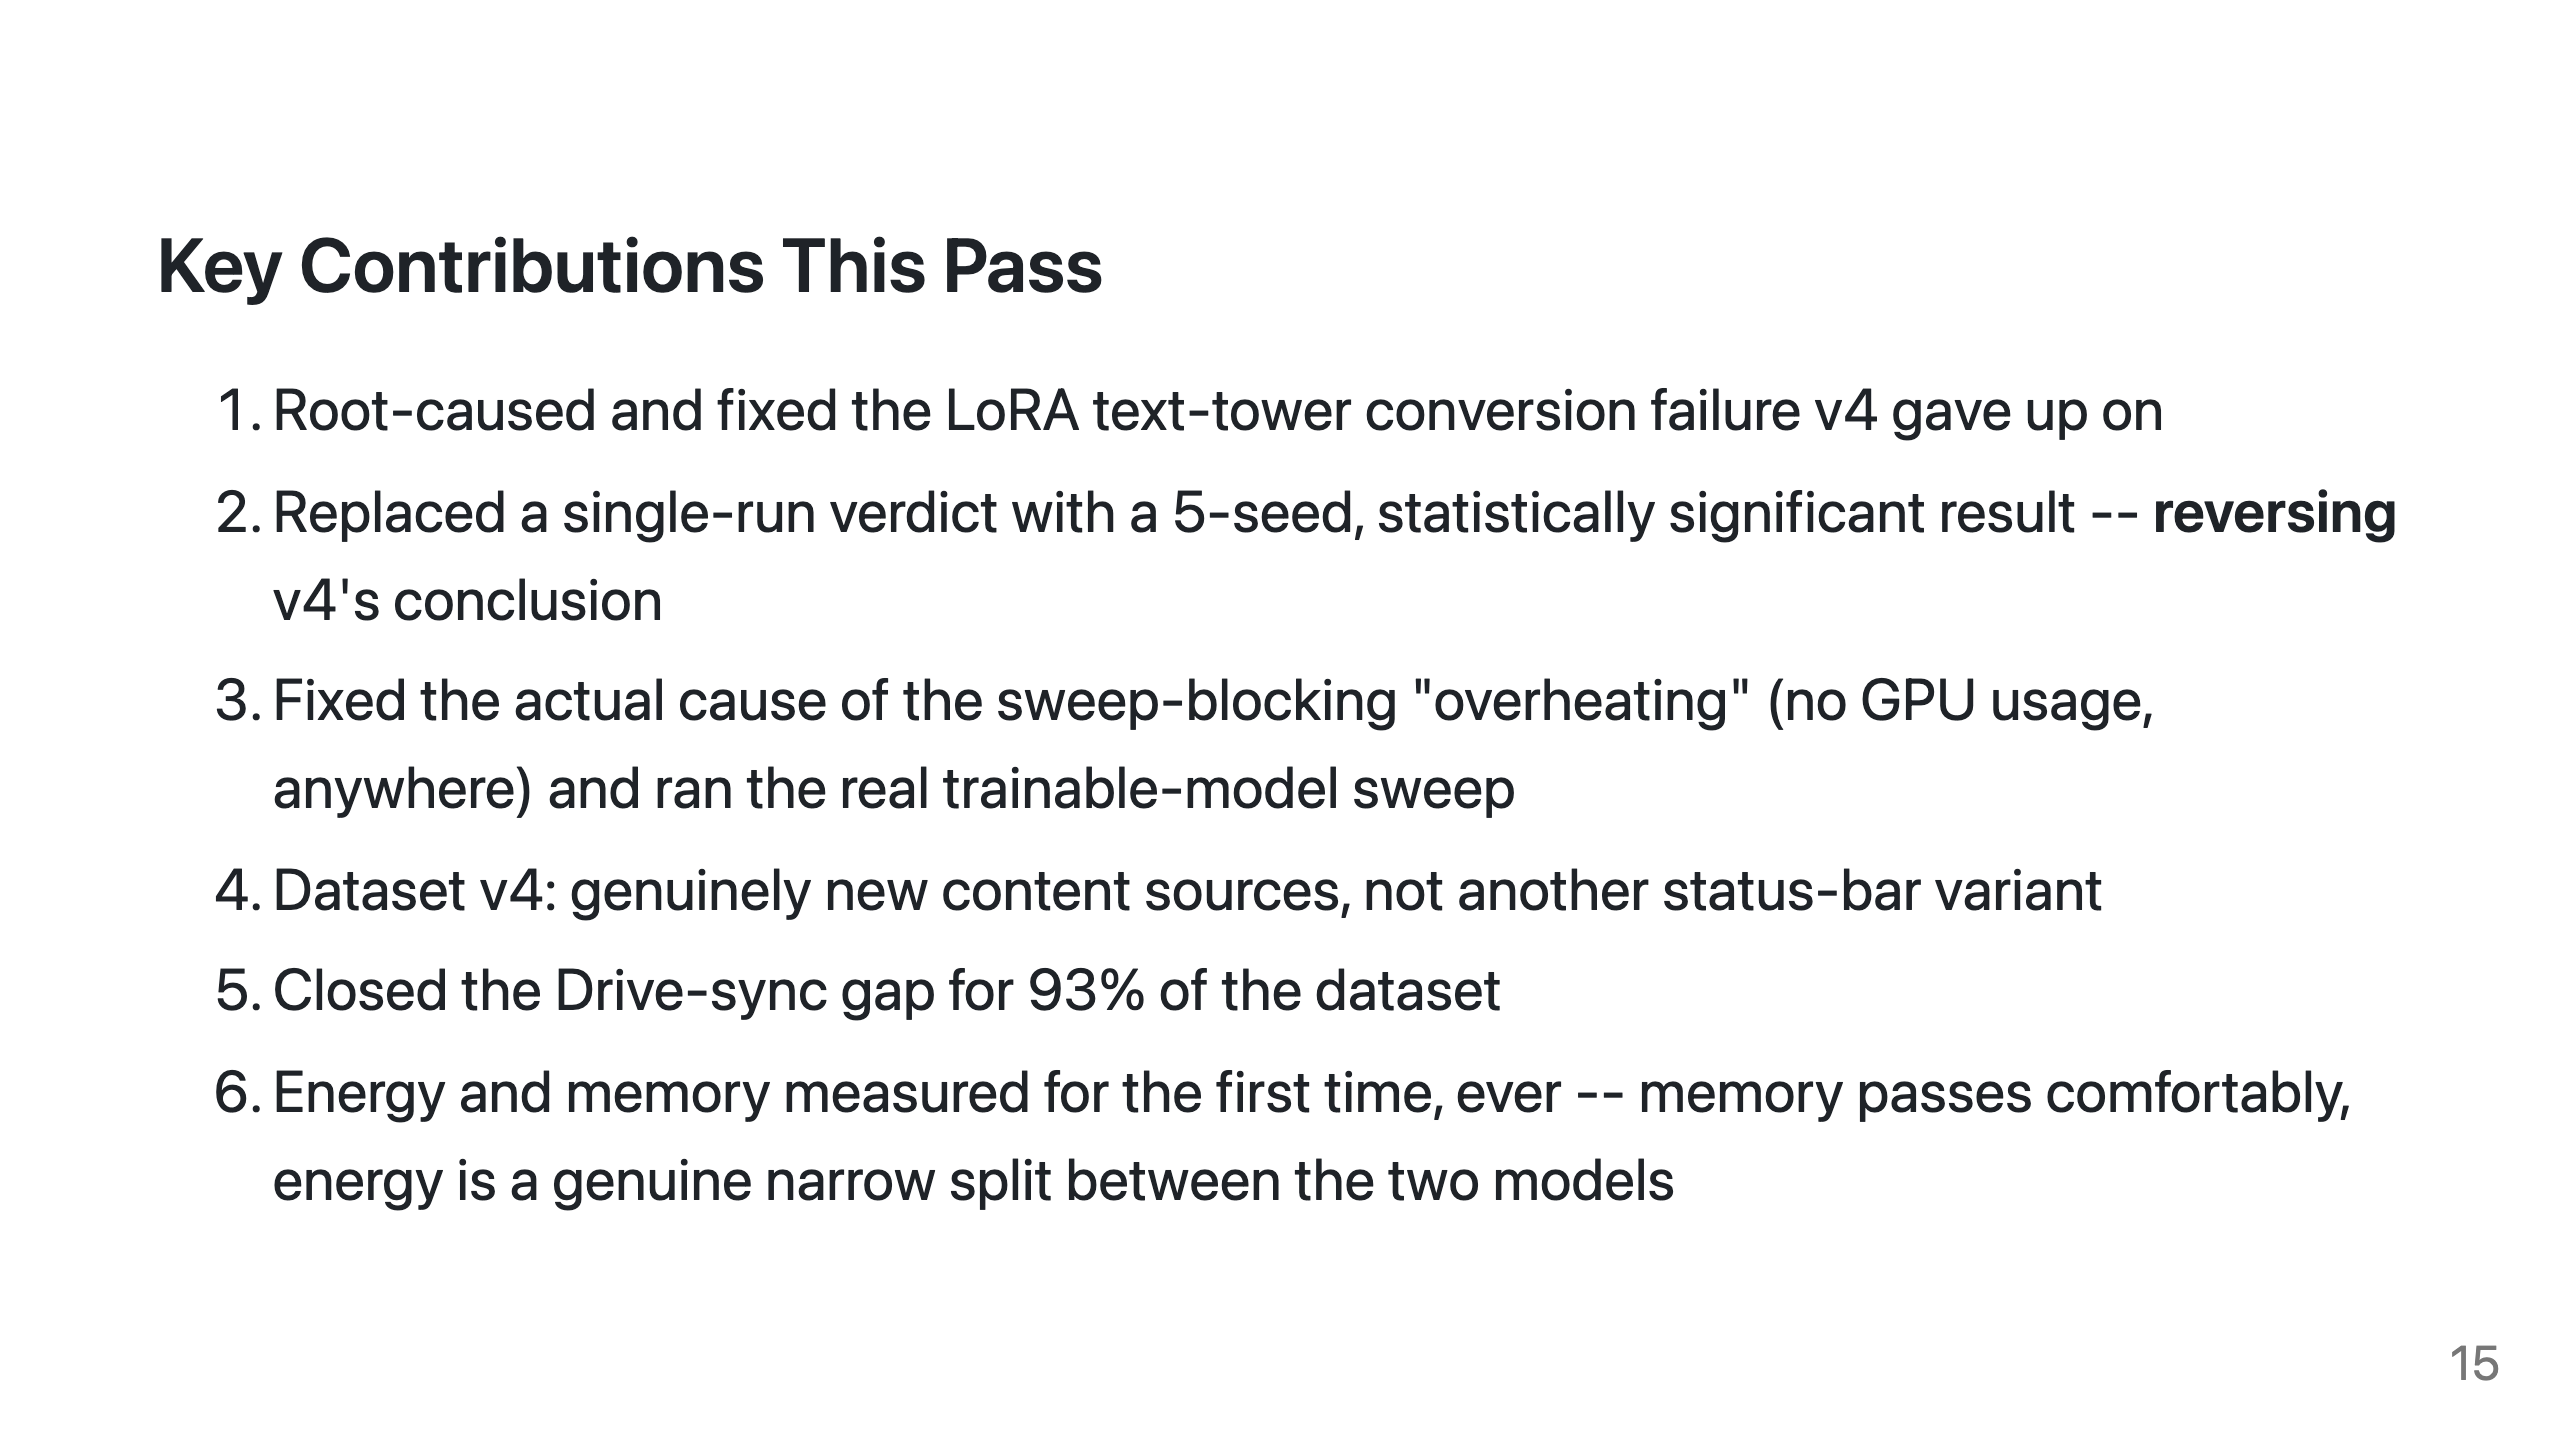 Key Contributions This Pass
1. Root-caused and fixed the LoRA text-tower conversion failure v4 gave up on
2. Replaced a single-run verdict with a 5-seed, statistically significant result -- reversing
v4's conclusion
3. Fixed the actual cause of the sweep-blocking "overheating" (no GPU usage,
anywhere) and ran the real trainable-model sweep
4. Dataset v4: genuinely new content sources, not another status-bar variant
5. Closed the Drive-sync gap for 93% of the dataset
6. Energy and memory measured for the first time, ever -- memory passes comfortably,
energy is a genuine narrow split between the two models
15